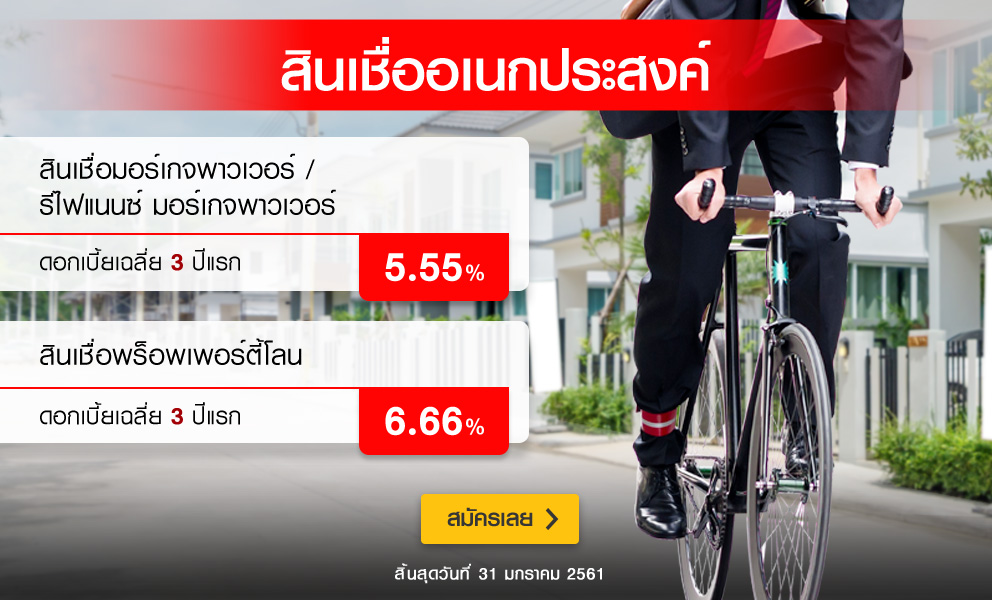 สินเชื่ออเนกประสงค์
สินเชื่อมอร์เกจพาวเวอร์ /
รีไฟแนนซ์ มอร์เกจพาวเวอร์
ดอกเบี้ยเฉลี่ย 3 ปีแรก
5.55%
สินเชื่อพร็อพเพอร์ตี้โลน
ดอกเบี้ยเฉลี่ย 3 ปีแรก
6.66%
สมัครเลย
สิ้นสุดวันที่ 31 มกราคม 2561